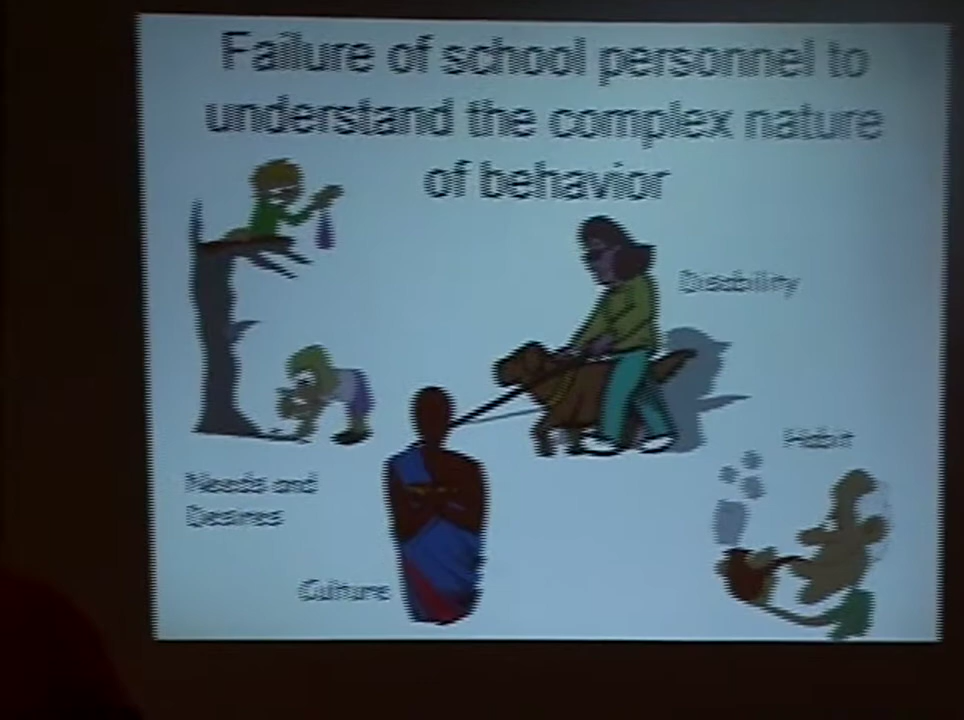 Failure of school personnel to
understand the complex nature
of behavior
Disability
Habit
Needs and
Desires
Culture